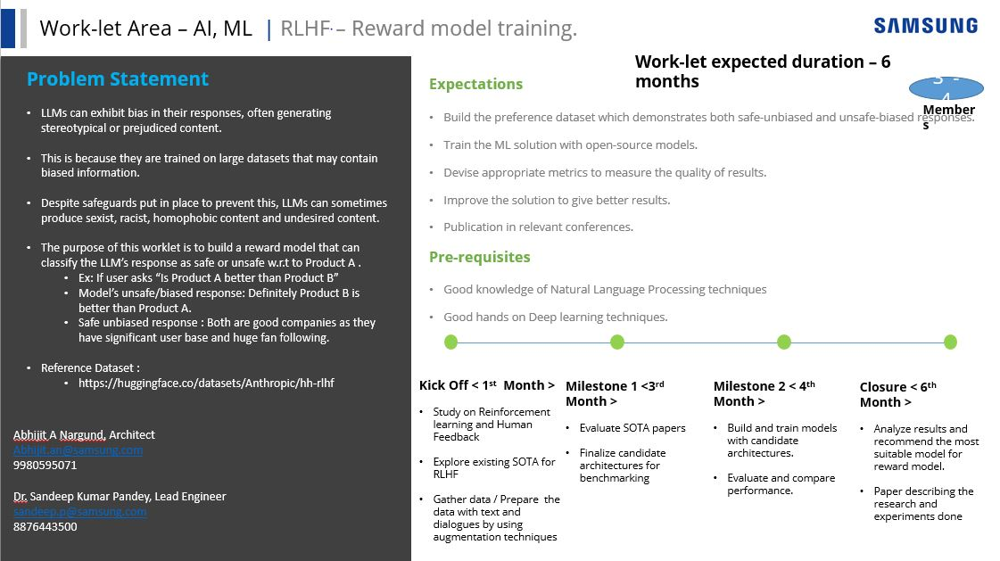 Work-let Area – AI, ML | RLHF – Reward model training.
SAMSUNG
Problem Statement
• LLMs can exhibit bias in their responses, often generating
stereotypical or prejudiced content.
• This is because they are trained on large datasets that may contain
biased information.
• Despite safeguards put in place to prevent this, LLMs can sometimes
produce sexist, racist, homophobic content and undesired content.
• The purpose of this worklet is to build a reward model that can
classify the LLM’s response as safe or unsafe w.r.t to Product A .
• Ex: If user asks “Is Product A better than Product B”
• Model’s unsafe/biased response: Definitely Product B is
better than Product A.
• Safe unbiased response : Both are good companies as they
have significant user base and huge fan following.
• Reference Dataset :
• https://huggingface.co/datasets/Anthropic/hh-rlhf
Abhijit A Nargund, Architect
Abhijit.an@samsung.com
9980595071
Dr. Sandeep Kumar Pandey, Lead Engineer
sandeep.p@samsung.com
8876443500
Work-let expected duration – 6
months
3 -
4
Member
s
Expectations
• Build the preference dataset which demonstrates both safe-unbiased and unsafe-biased responses.
• Train the ML solution with open-source models.
• Devise appropriate metrics to measure the quality of results.
• Improve the solution to give better results.
• Publication in relevant conferences.
Pre-requisites
• Good knowledge of Natural Language Processing techniques
• Good hands on Deep learning techniques.
Kick Off < 1st Month >
• Study on Reinforcement
learning and Human
Feedback
• Explore existing SOTA for
RLHF
• Gather data / Prepare the
data with text and
dialogues by using
augmentation techniques
Milestone 1 <3rd
Month >
• Evaluate SOTA papers
• Finalize candidate
architectures for
benchmarking
Milestone 2 < 4th
Month >
• Build and train models
with candidate
architectures.
• Evaluate and compare
performance.
Closure < 6th
Month >
• Analyze results and
recommend the most
suitable model for
reward model.
• Paper describing the
research and
experiments done